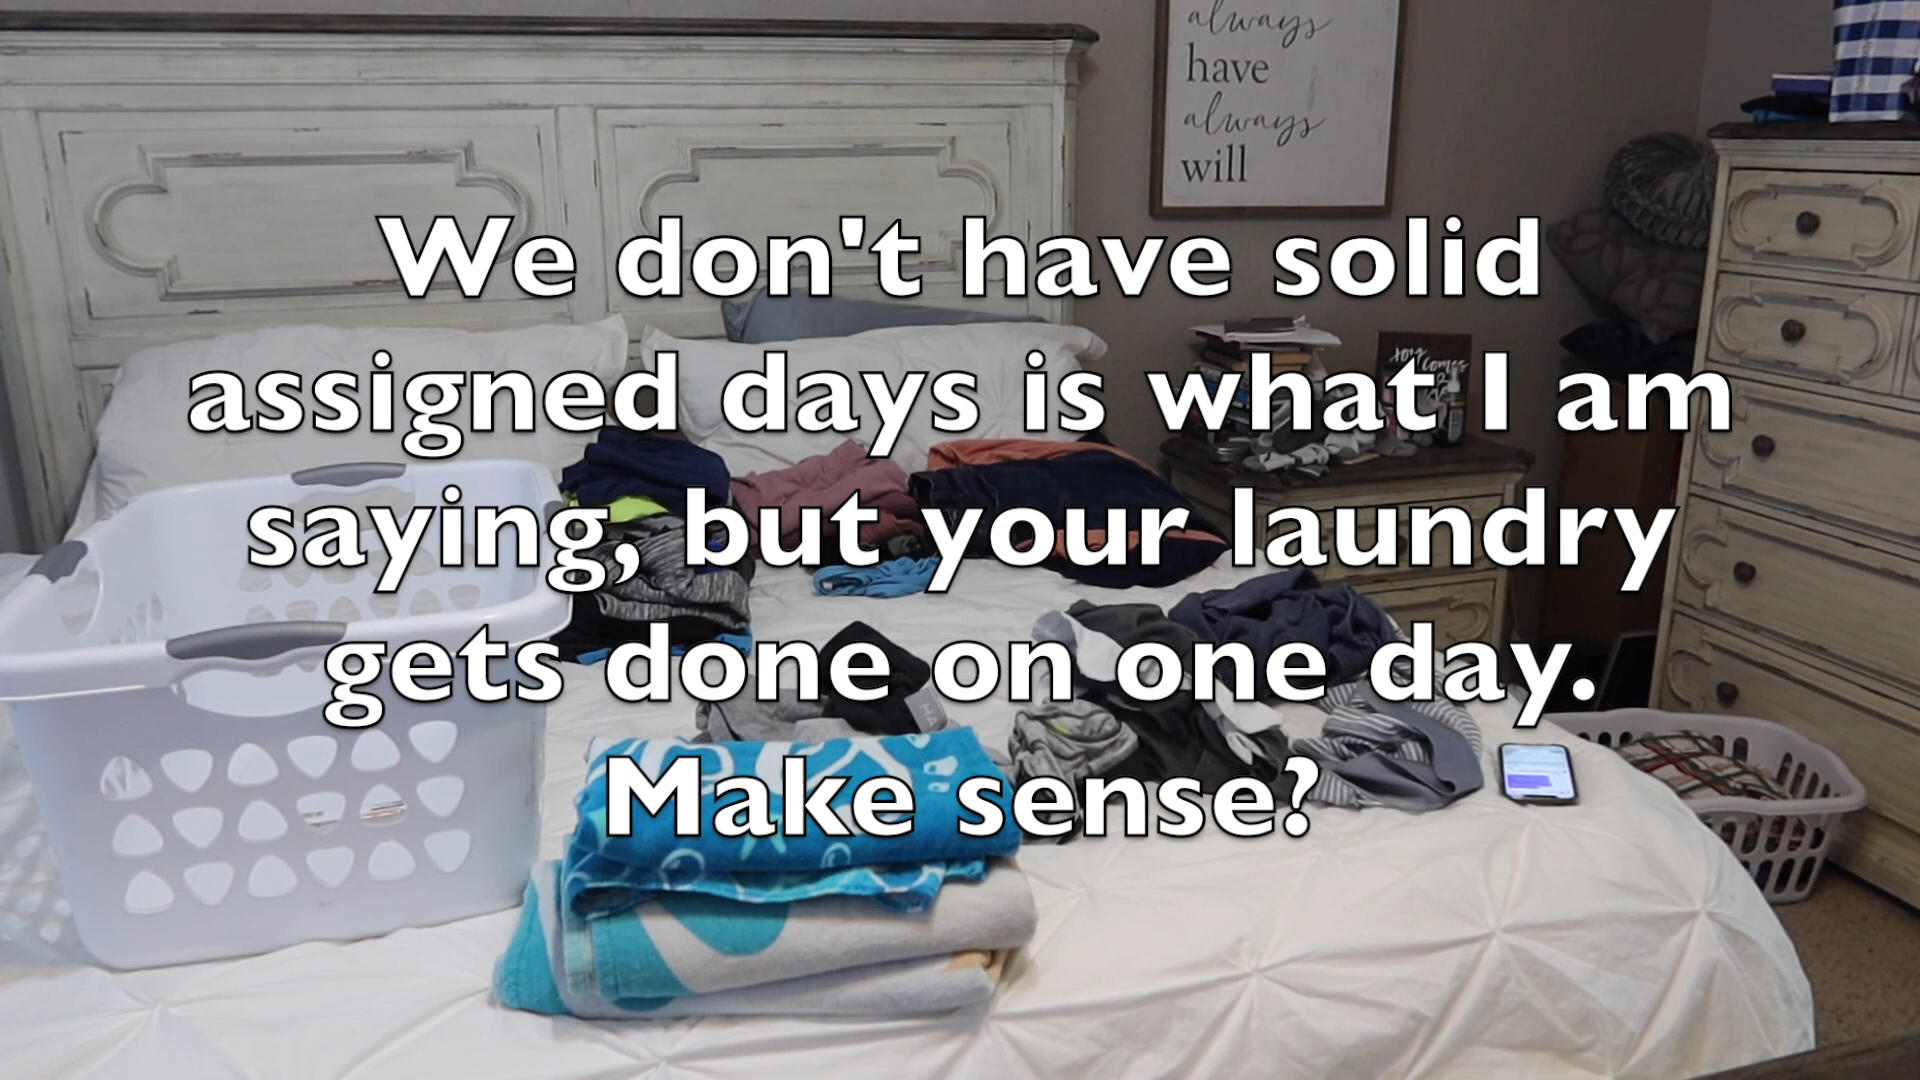 always
have
always
will
We don't have solid
assigned days is what I am
saying, but your laundry
gets done on one day.
Make sense?